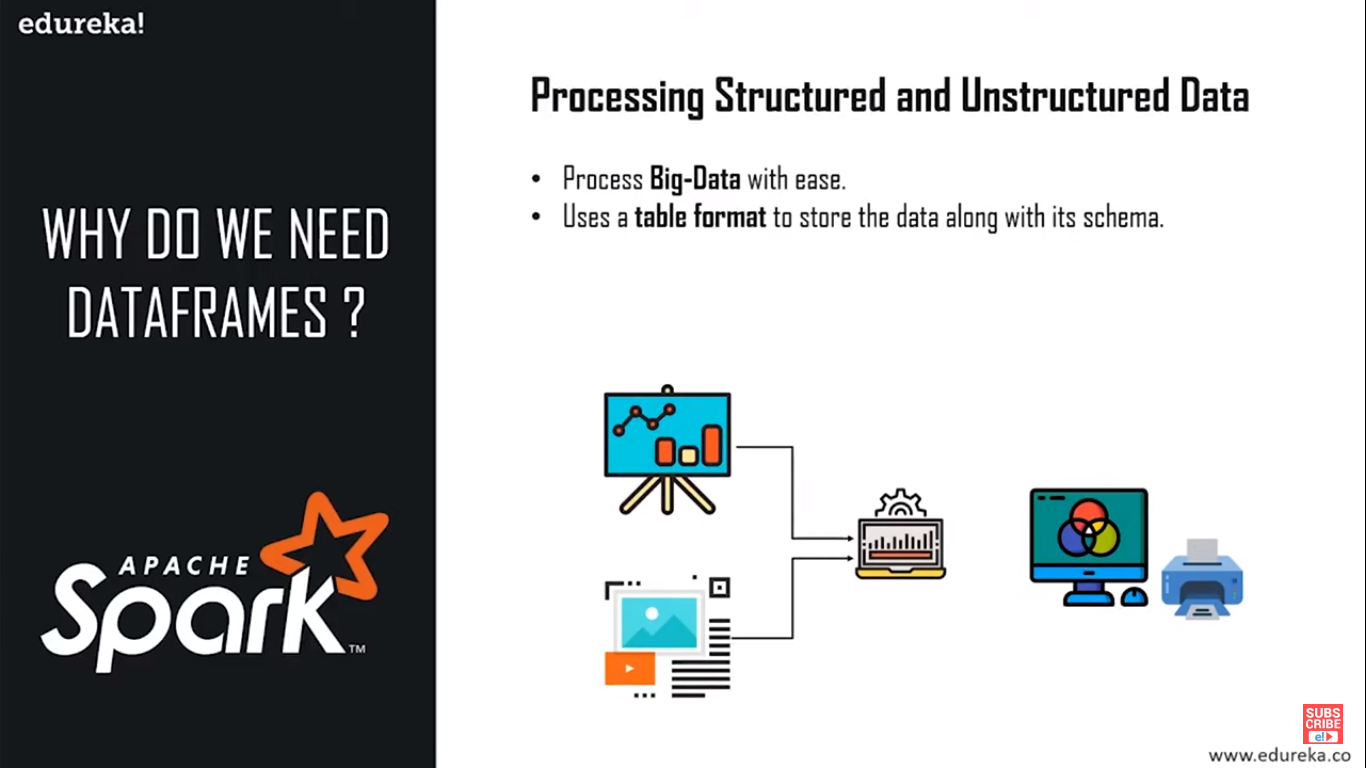 edureka!
WHY DO WE NEED
DATAFRAMES ?
APACHE
Spark™
Processing Structured and Unstructured Data
• Process Big-Data with ease.
• Uses a table format to store the data along with its schema.
SUBS
CRIBE
e!
www.edureka.co